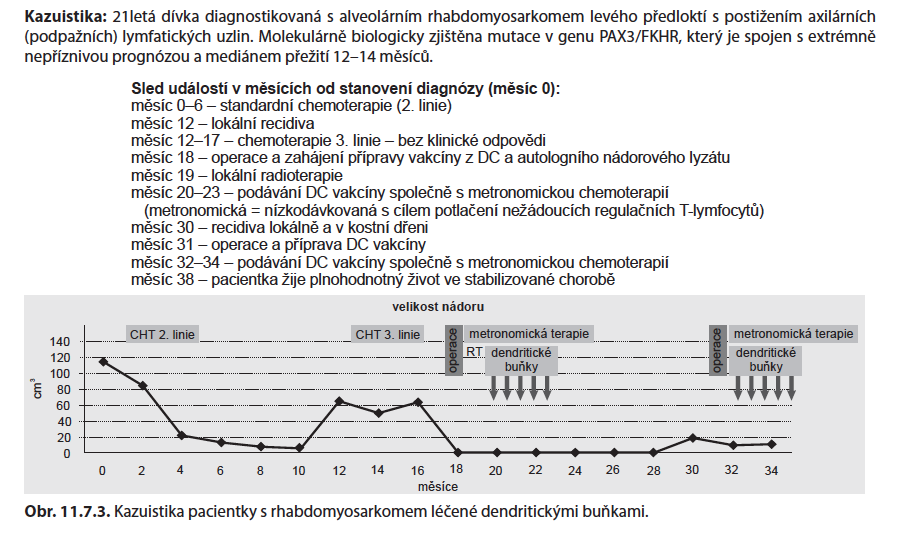 Kazuistika: 21letá dívka diagnostikovaná s alveolárním rhabdomyosarkomem levého předloktí s postižením axilárních
(podpažních) lymfatických uzlin. Molekulárně biologicky zjištěna mutace v genu PAX3/FKHR, který je spojen s extrémně
nepříznivou prognózou a mediánem přežití 12–14 měsíců.
Sled událostí v měsících od stanovení diagnózy (měsíc 0):
měsíc 0–6 – standardní chemoterapie (2. linie)
měsíc 12 – lokální recidiva
měsíc 12–17 – chemoterapie 3. linie – bez klinické odpovědi
měsíc 18 – operace a zahájení přípravy vakcíny z DC a autologního nádorového lyzátu
měsíc 19 – lokální radioterapie
měsíc 20–23 – podávání DC vakcíny společně s metronomickou chemoterapií
(metronomická = nízkodávkovaná s cílem potlačení nežádoucích regulačních T-lymfocytů)
měsíc 30 – recidiva lokálně a v kostní dřeni
měsíc 31 – operace a příprava DC vakcíny
měsíc 32–34 – podávání DC vakcíny společně s metronomickou chemoterapií
měsíc 38 – pacientka žije plnohodnotný život ve stabilizované chorobě
velikost nádoru
CHT 2. linie
CHT 3. linie
operace
metronomická terapie
RT
dendritické
buňky
operace
metronomická terapie
dendritické
buňky
cm³
140
120
100
80
60
40
20
0
0 2 4 6 8 10 12 14 16 18 20 22 24 26 28 30 32 34
měsíce
Obr. 11.7.3. Kazuistika pacientky s rhabdomyosarkomem léčené dendritickými buňkami.